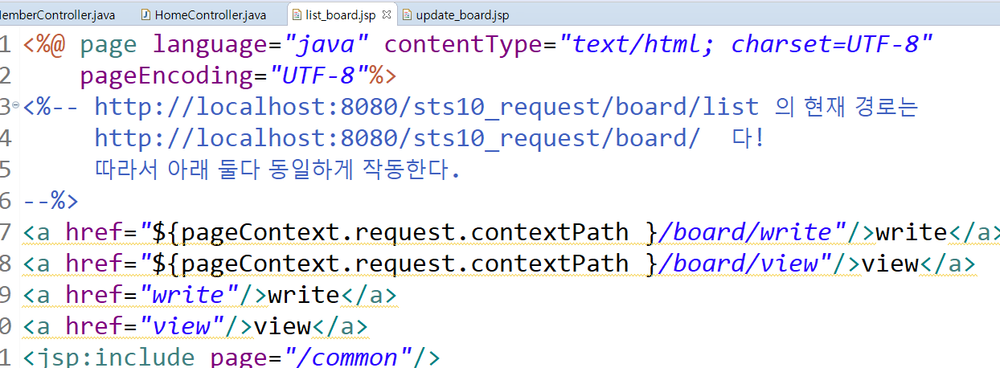 emberController.java HomeController.java list_board.jsp update_board.jsp
1 <%@ page language="java" contentType="text/html; charset=UTF-8"
2 pageEncoding="UTF-8"%>
3 <%-- http://localhost:8080/sts10_request/board/list 의 현재 경로는
4 http://localhost:8080/sts10_request/board/ 다!
5 따라서 아래 둘다 동일하게 작동한다.
6 --%>
7 <a href="${pageContext.request.contextPath }/board/write"/>write</a>
8 <a href="${pageContext.request.contextPath }/board/view"/>view</a>
9 <a href="write"/>write</a>
0 <a href="view"/>view</a>
1 <jsp:include page="/common"/>